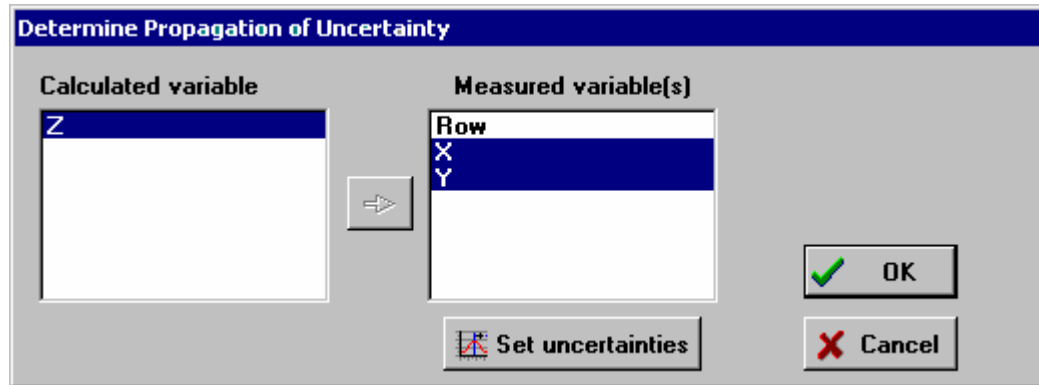 Determine Propagation of Uncertainty
Calculated variable
Measured variable(s)
Z
Row
X
Y
OK
Set uncertainties
Cancel